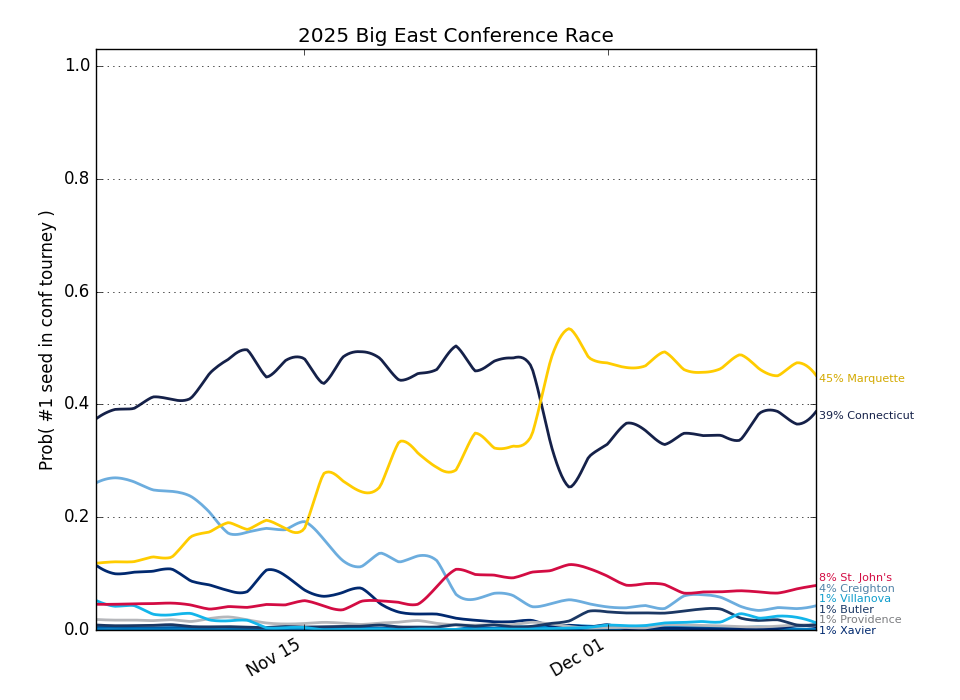 2025 Big East Conference Race
Prob( #1 seed in conf tourney )
1.0
0.8
0.6
0.4
0.2
0.0
Nov 15
Dec 01
45% Marquette
39% Connecticut
8% St. John's
4% Creighton
1% Villanova
1% Butler
1% Providence
1% Xavier